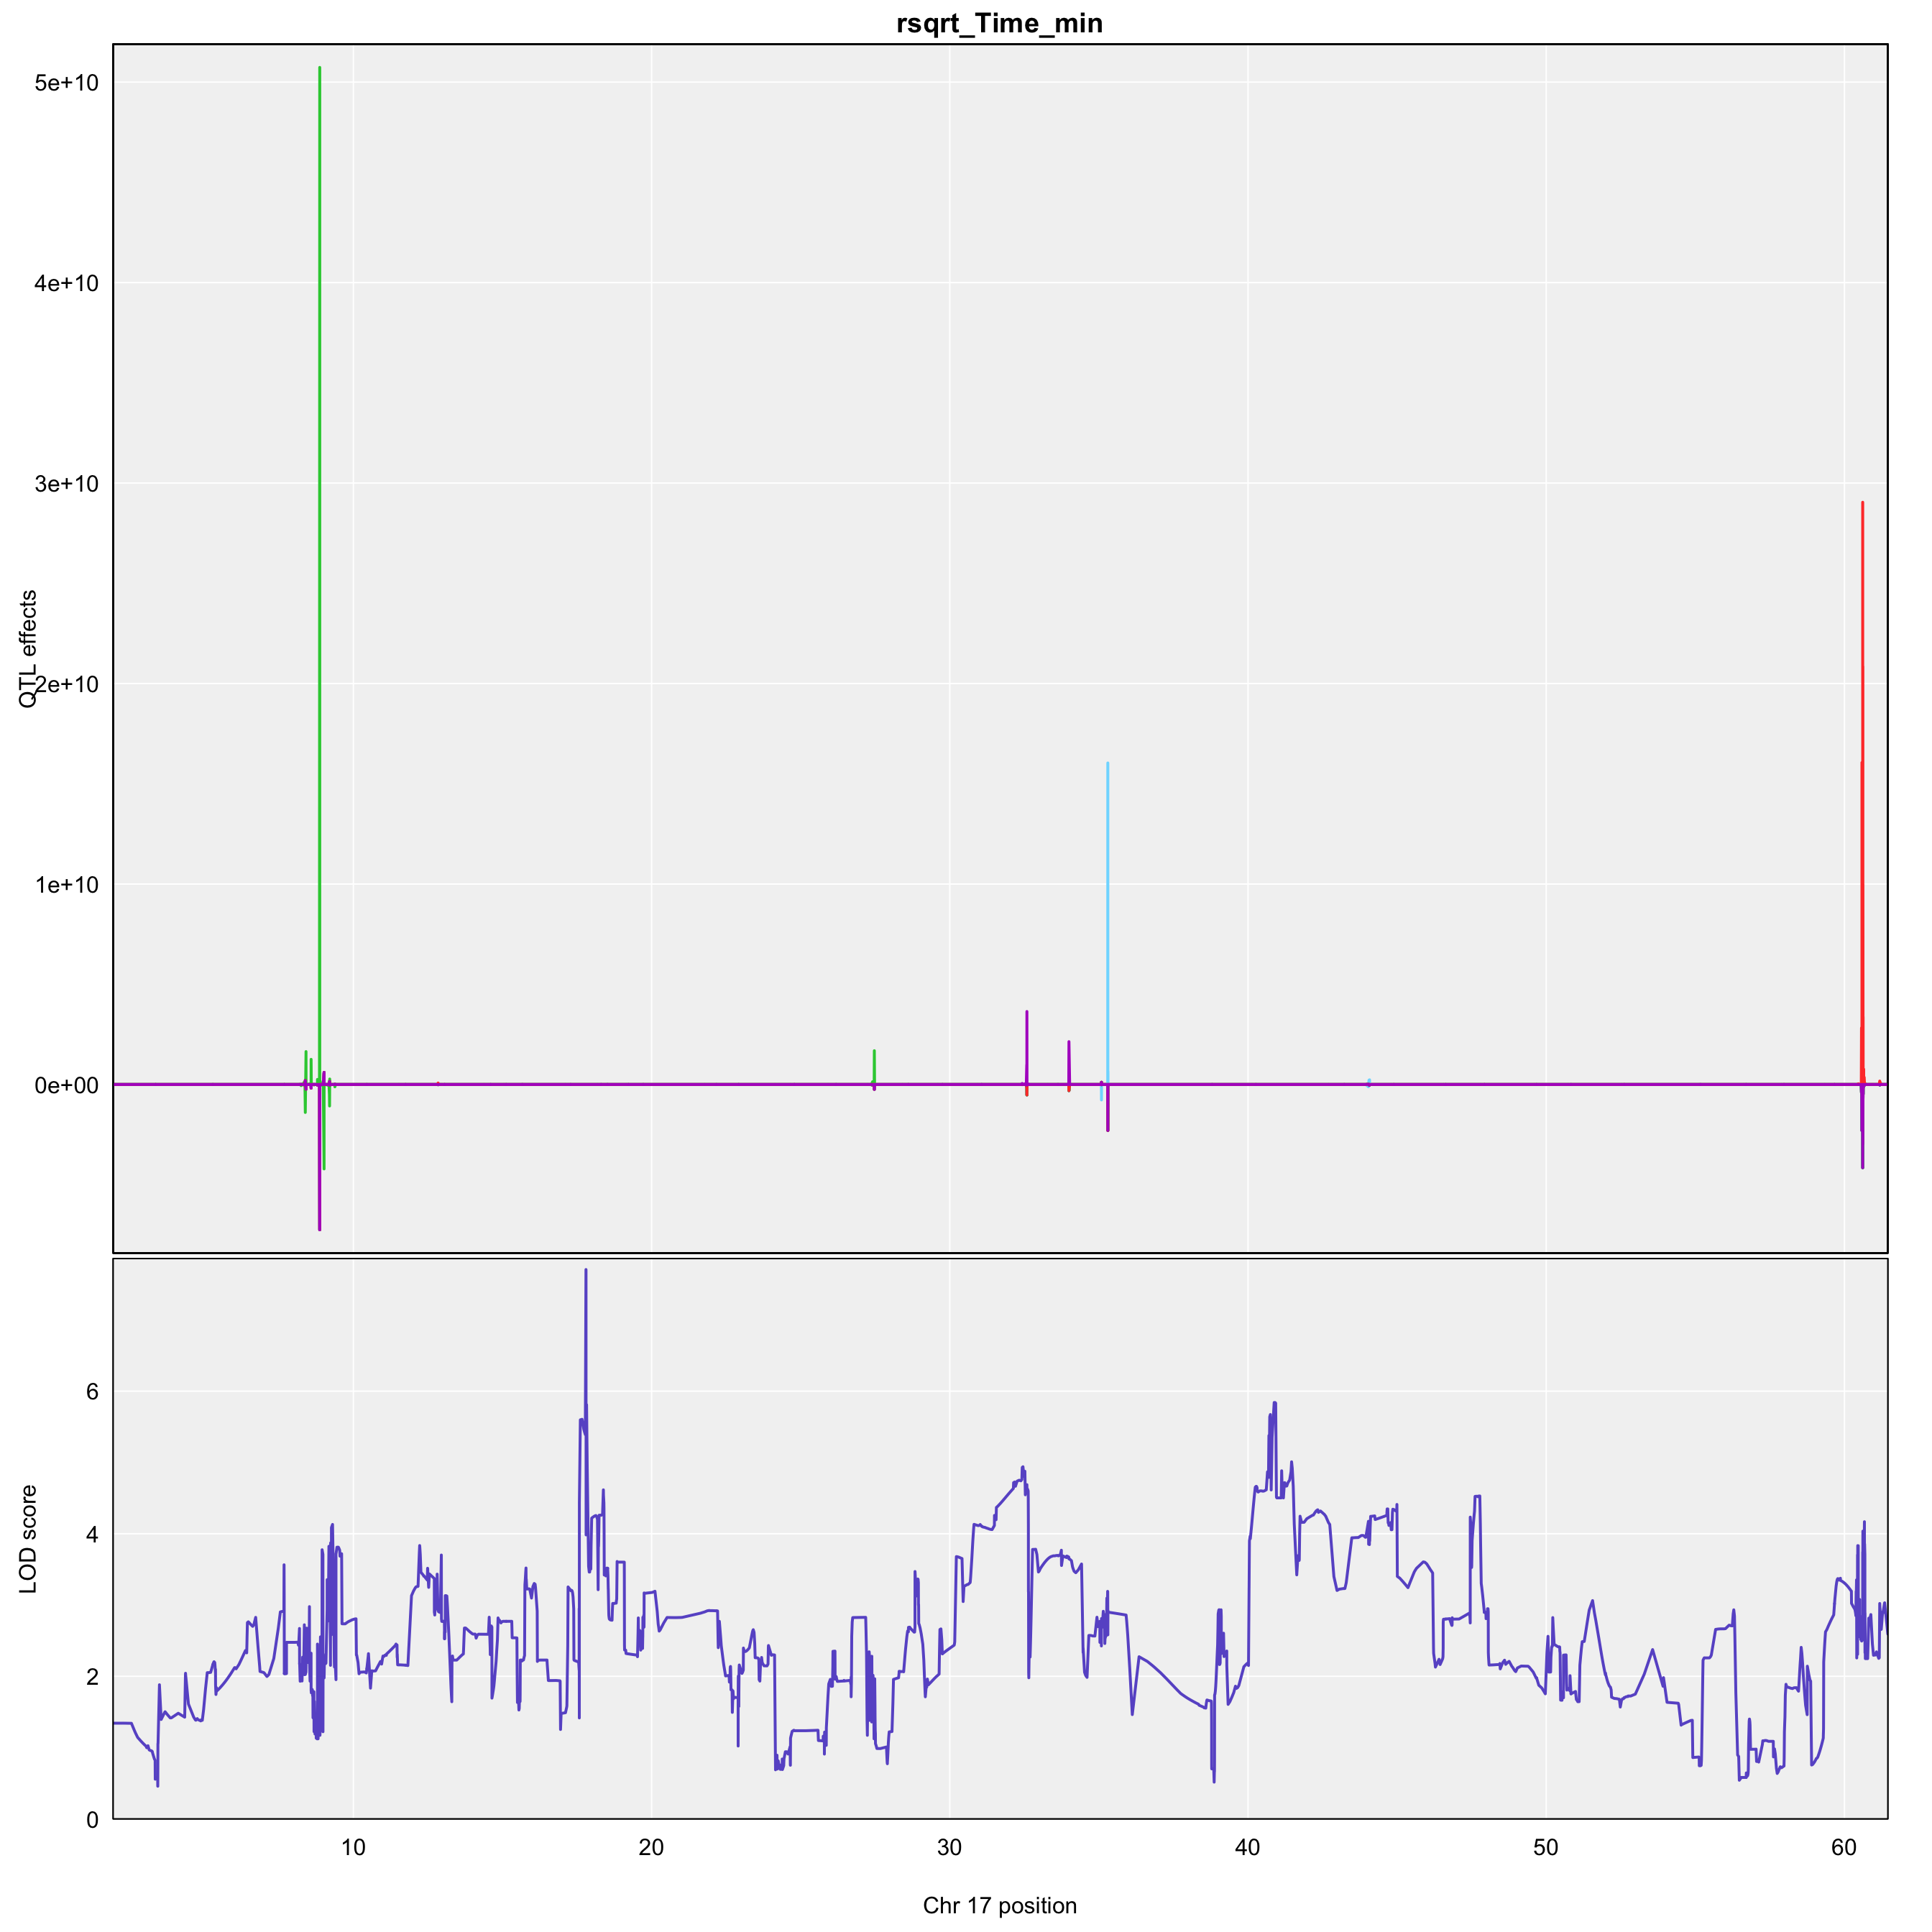 rsqrt_Time_min
5e+10
4e+10
3e+10
2e+10
1e+10
0e+00
QTL effects
6
4
2
0
LOD score
10 20 30 40 50 60
Chr 17 position